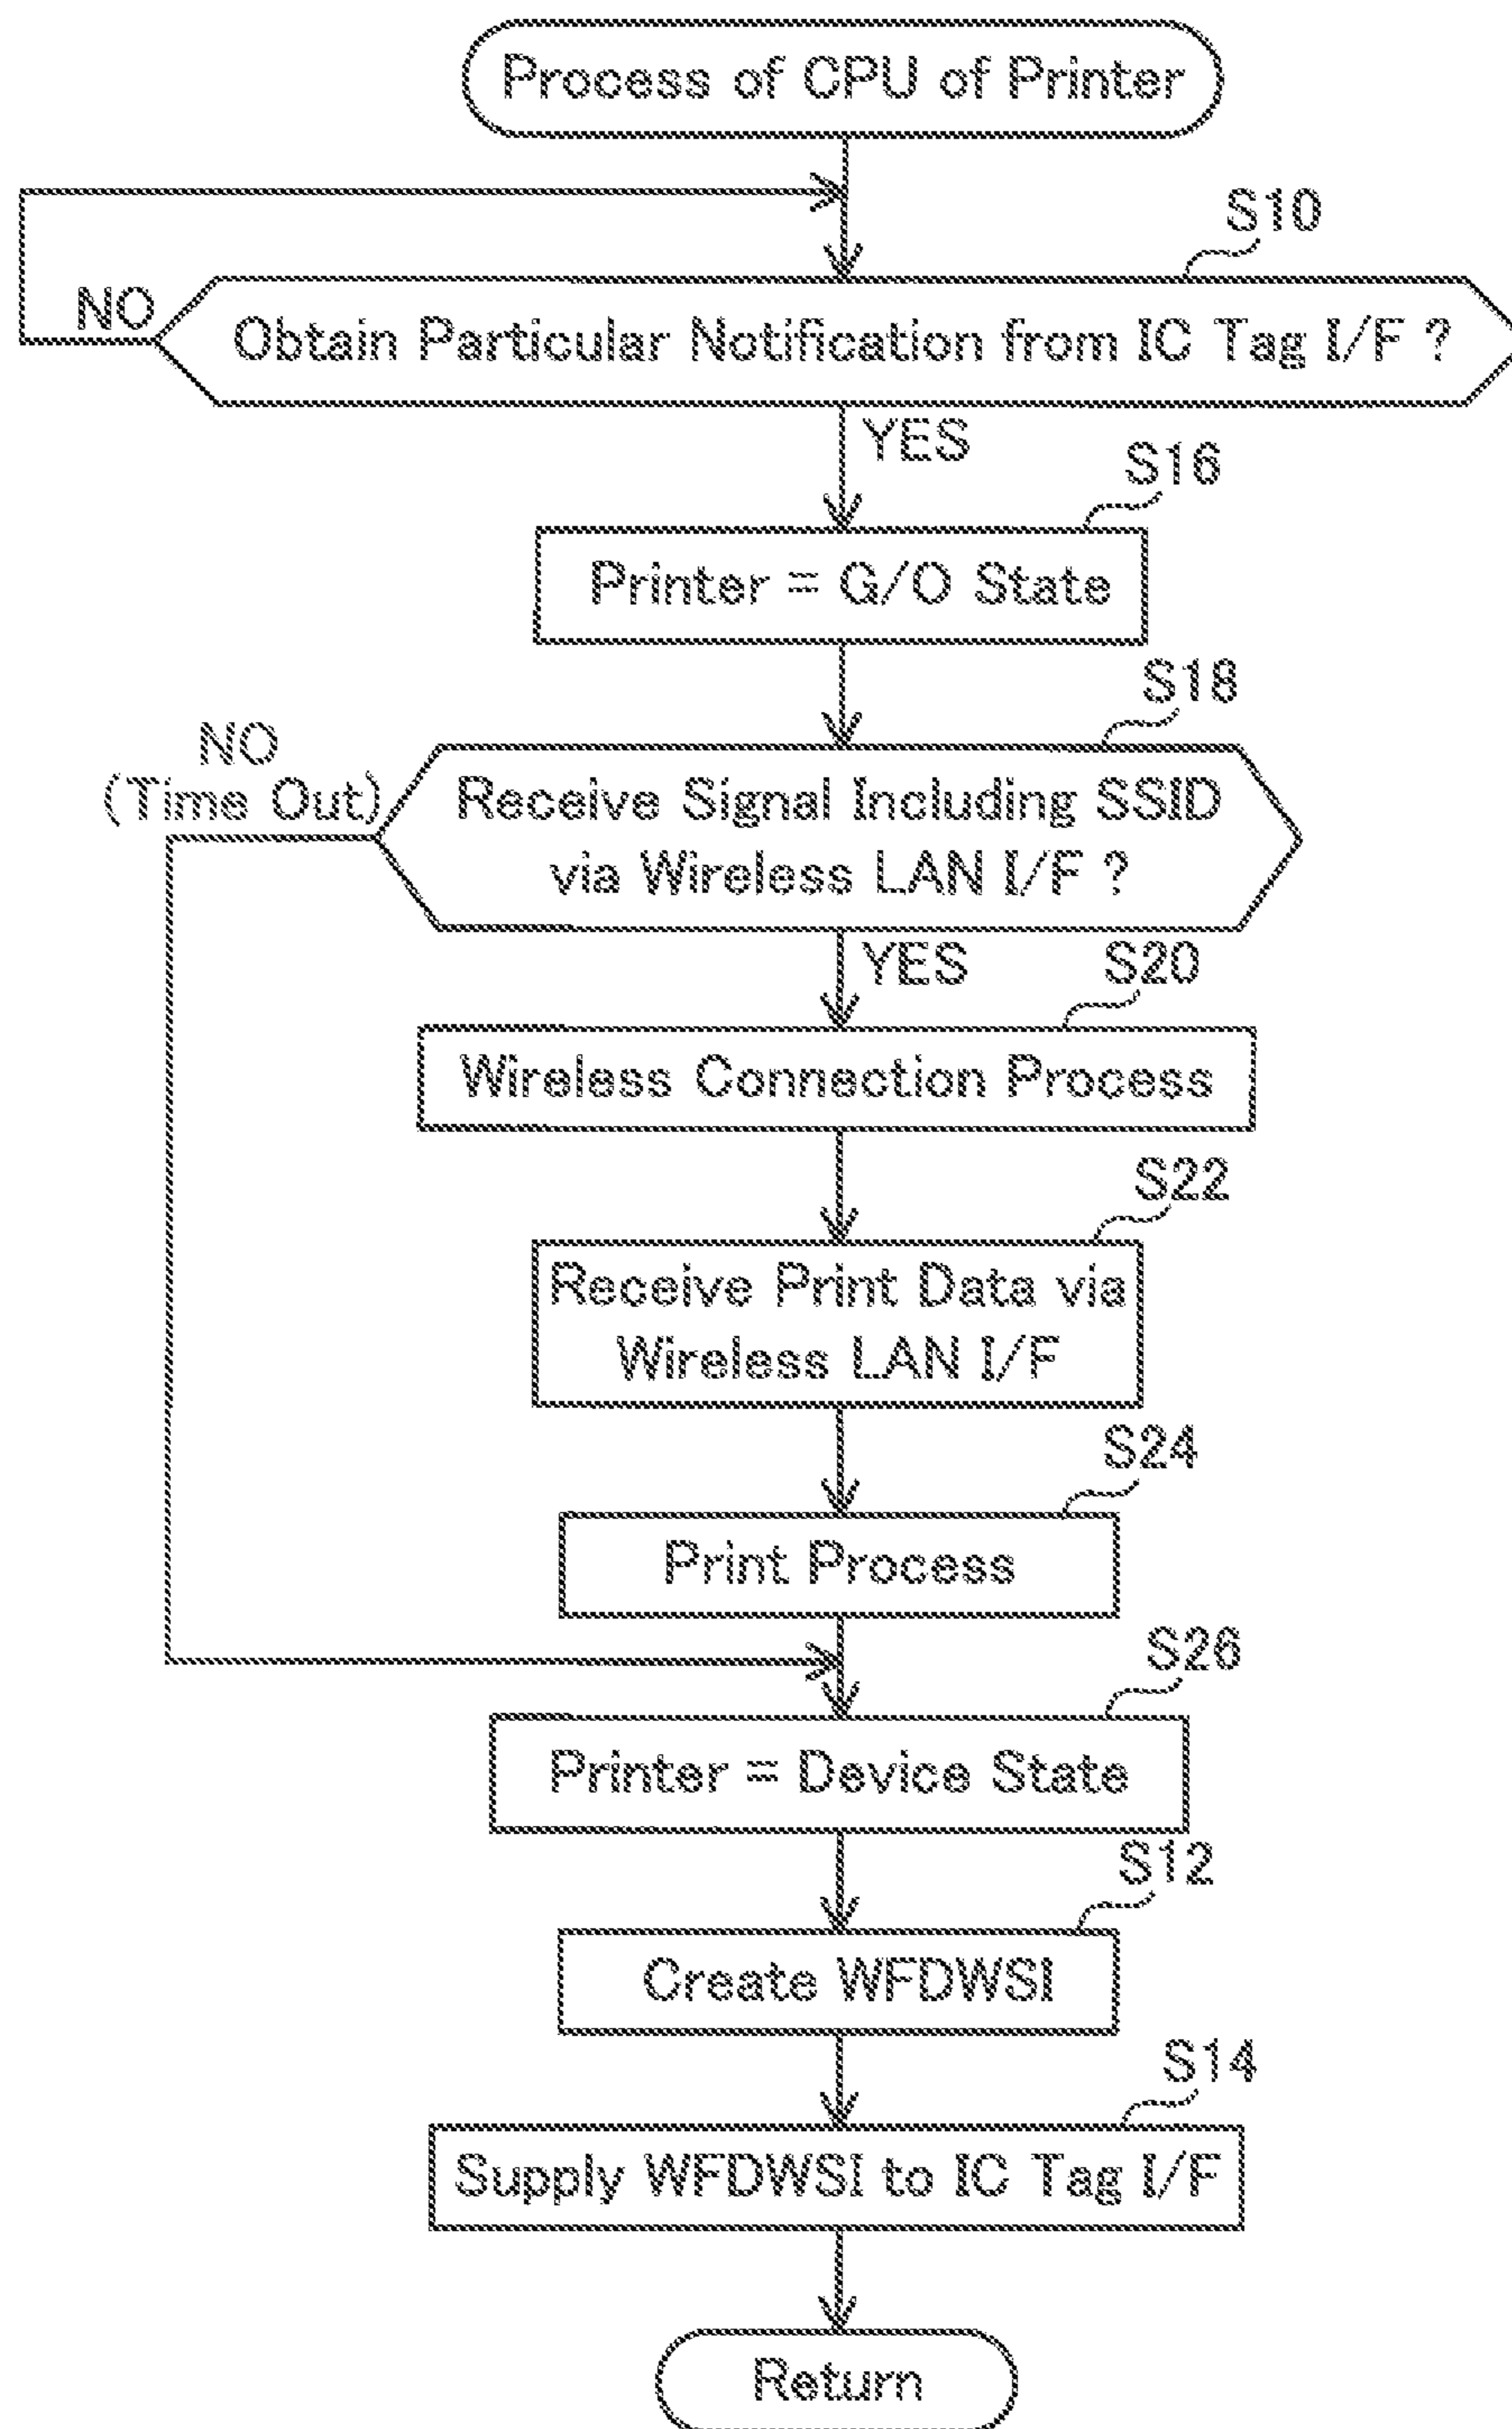 Process of CPU of Printer
S10
NO
Obtain Particular Notification from IC Tag I/F ?
YES
S16
Printer = G/O State
S18
NO
(Time Out)
Receive Signal Including SSID
via Wireless LAN I/F ?
YES
S20
Wireless Connection Process
S22
Receive Print Data via
Wireless LAN I/F
S24
Print Process
S26
Printer = Device State
S12
Create WFDWSI
S14
Supply WFDWSI to IC Tag I/F
Return